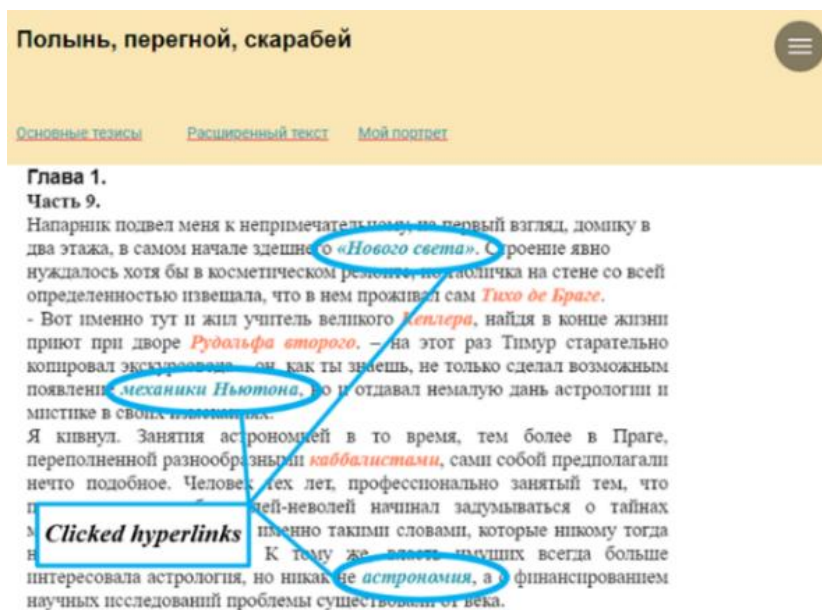 Полынь, перегной, скарабей
Основные тезисы Расширенный текст Мой портрет
Глава 1.
Часть 9.
Напарник подвел меня к непримечательному, на первый взгляд, домику в
два этажа, в самом начале здешнего «Нового света». Строение явно
нуждалось хотя бы в косметическом ремонте, но табличка на стене со всей
определенностью извещала, что в нем проживал сам Тихо де Браге.
- Вот именно тут и жил учитель великого Кеплера, найдя в конце жизни
приют при дворе Рудольфа второго. – на этот раз Тимур старательно
копировал экскурсовода – он, как ты знаешь, не только сделал возможным
появление механики Ньютона, но и отдавал немалую дань астрологии и
мистике в своих изысканиях.
Я кивнул. Занятия астрономией в то время, тем более в Праге,
переполненной разнообразными каббалистами, сами собой предполагали
нечто подобное. Человек тех лет, профессионально занятый тем, что
лей-неволей начинал задумываться о тайнах
Clicked hyperlinks
именно такими словами, которые никому тогда
К тому же, власть имущих всегда больше
интересовала астрология, но никак не астрономия, а с финансированием
научных исследований проблемы существовали от века.